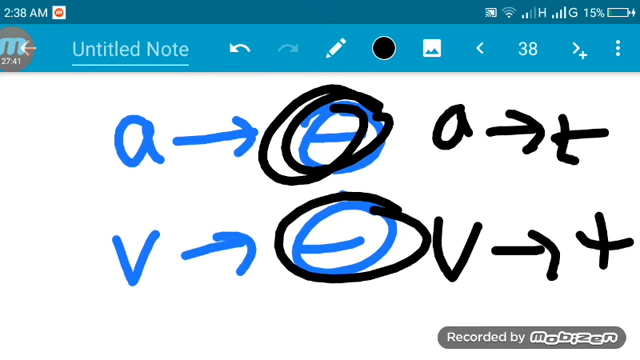 2:38 AM H G 15%
M Untitled Note 38
27:41
a → ⊖ a → +
v → ⊖ v → +
Recorded by mobizen